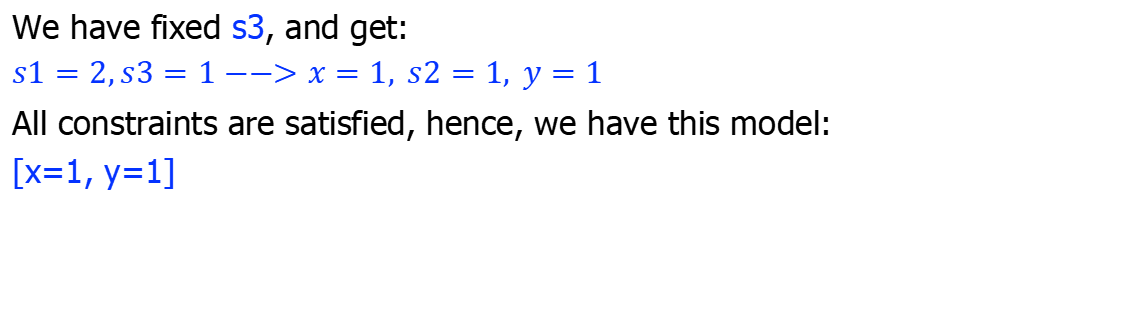 We have fixed s3, and get:
s1 = 2, s3 = 1 −−> x = 1, s2 = 1, y = 1
All constraints are satisfied, hence, we have this model:
[x=1, y=1]